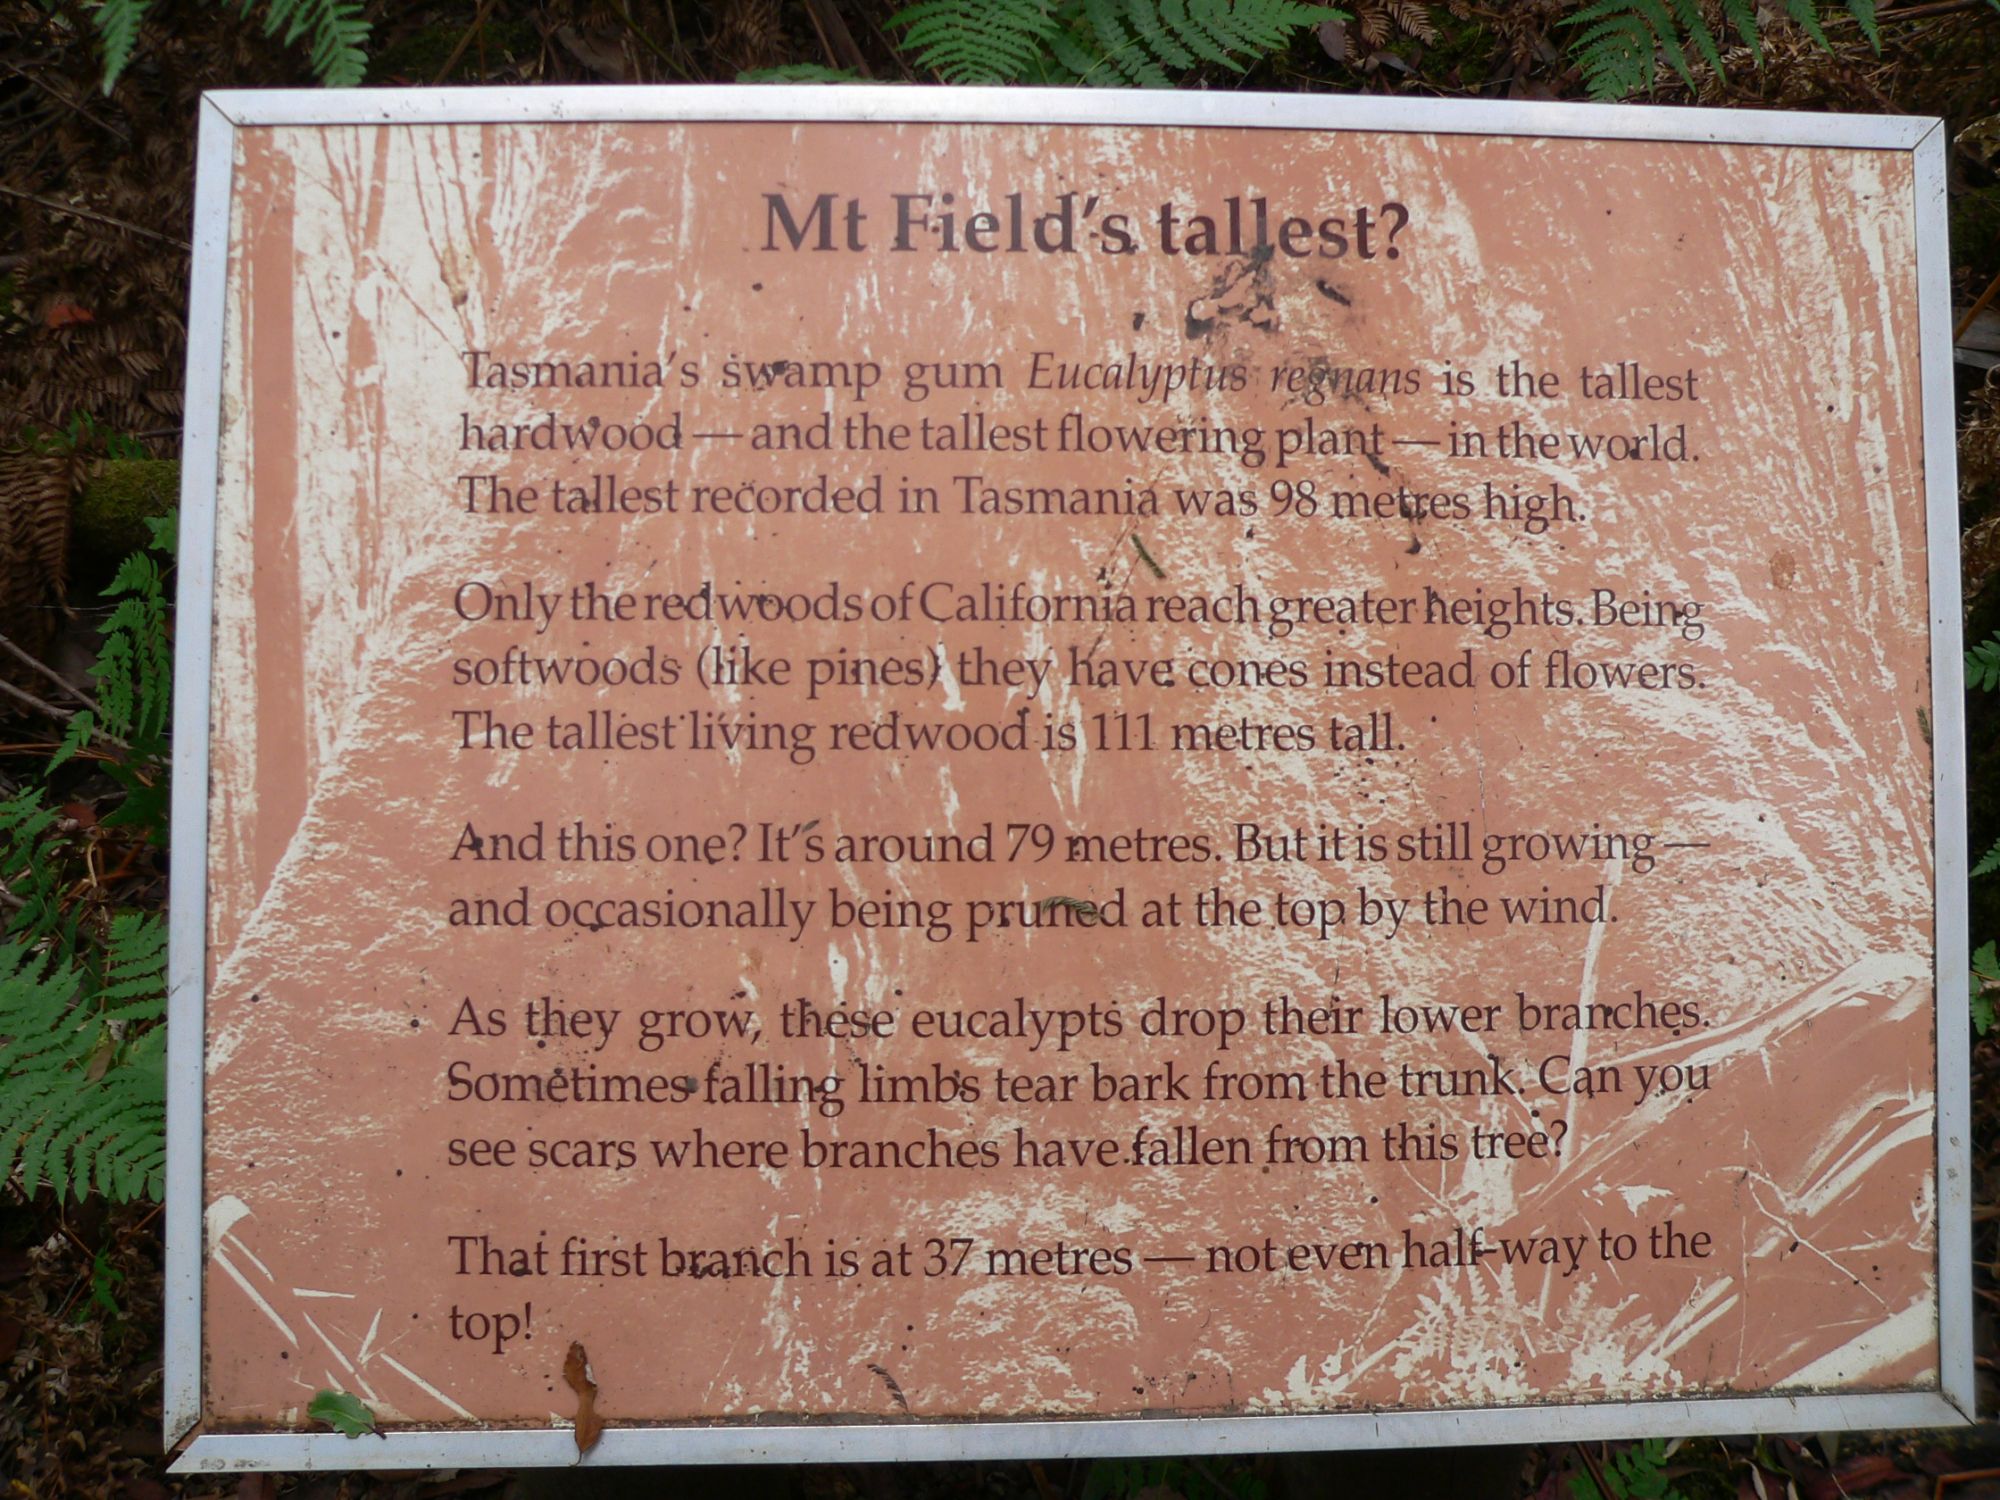 Mt Field's tallest?
Tasmania's swamp gum Eucalyptus regnans is the tallest
hardwood — and the tallest flowering plant — in the world.
The tallest recorded in Tasmania was 98 metres high.
Only the redwoods of California reach greater heights. Being
softwoods (like pines) they have cones instead of flowers.
The tallest living redwood is 111 metres tall.
And this one? It's around 79 metres. But it is still growing —
and occasionally being pruned at the top by the wind.
As they grow, these eucalypts drop their lower branches.
Sometimes falling limbs tear bark from the trunk. Can you
see scars where branches have fallen from this tree?
That first branch is at 37 metres — not even half-way to the
top!